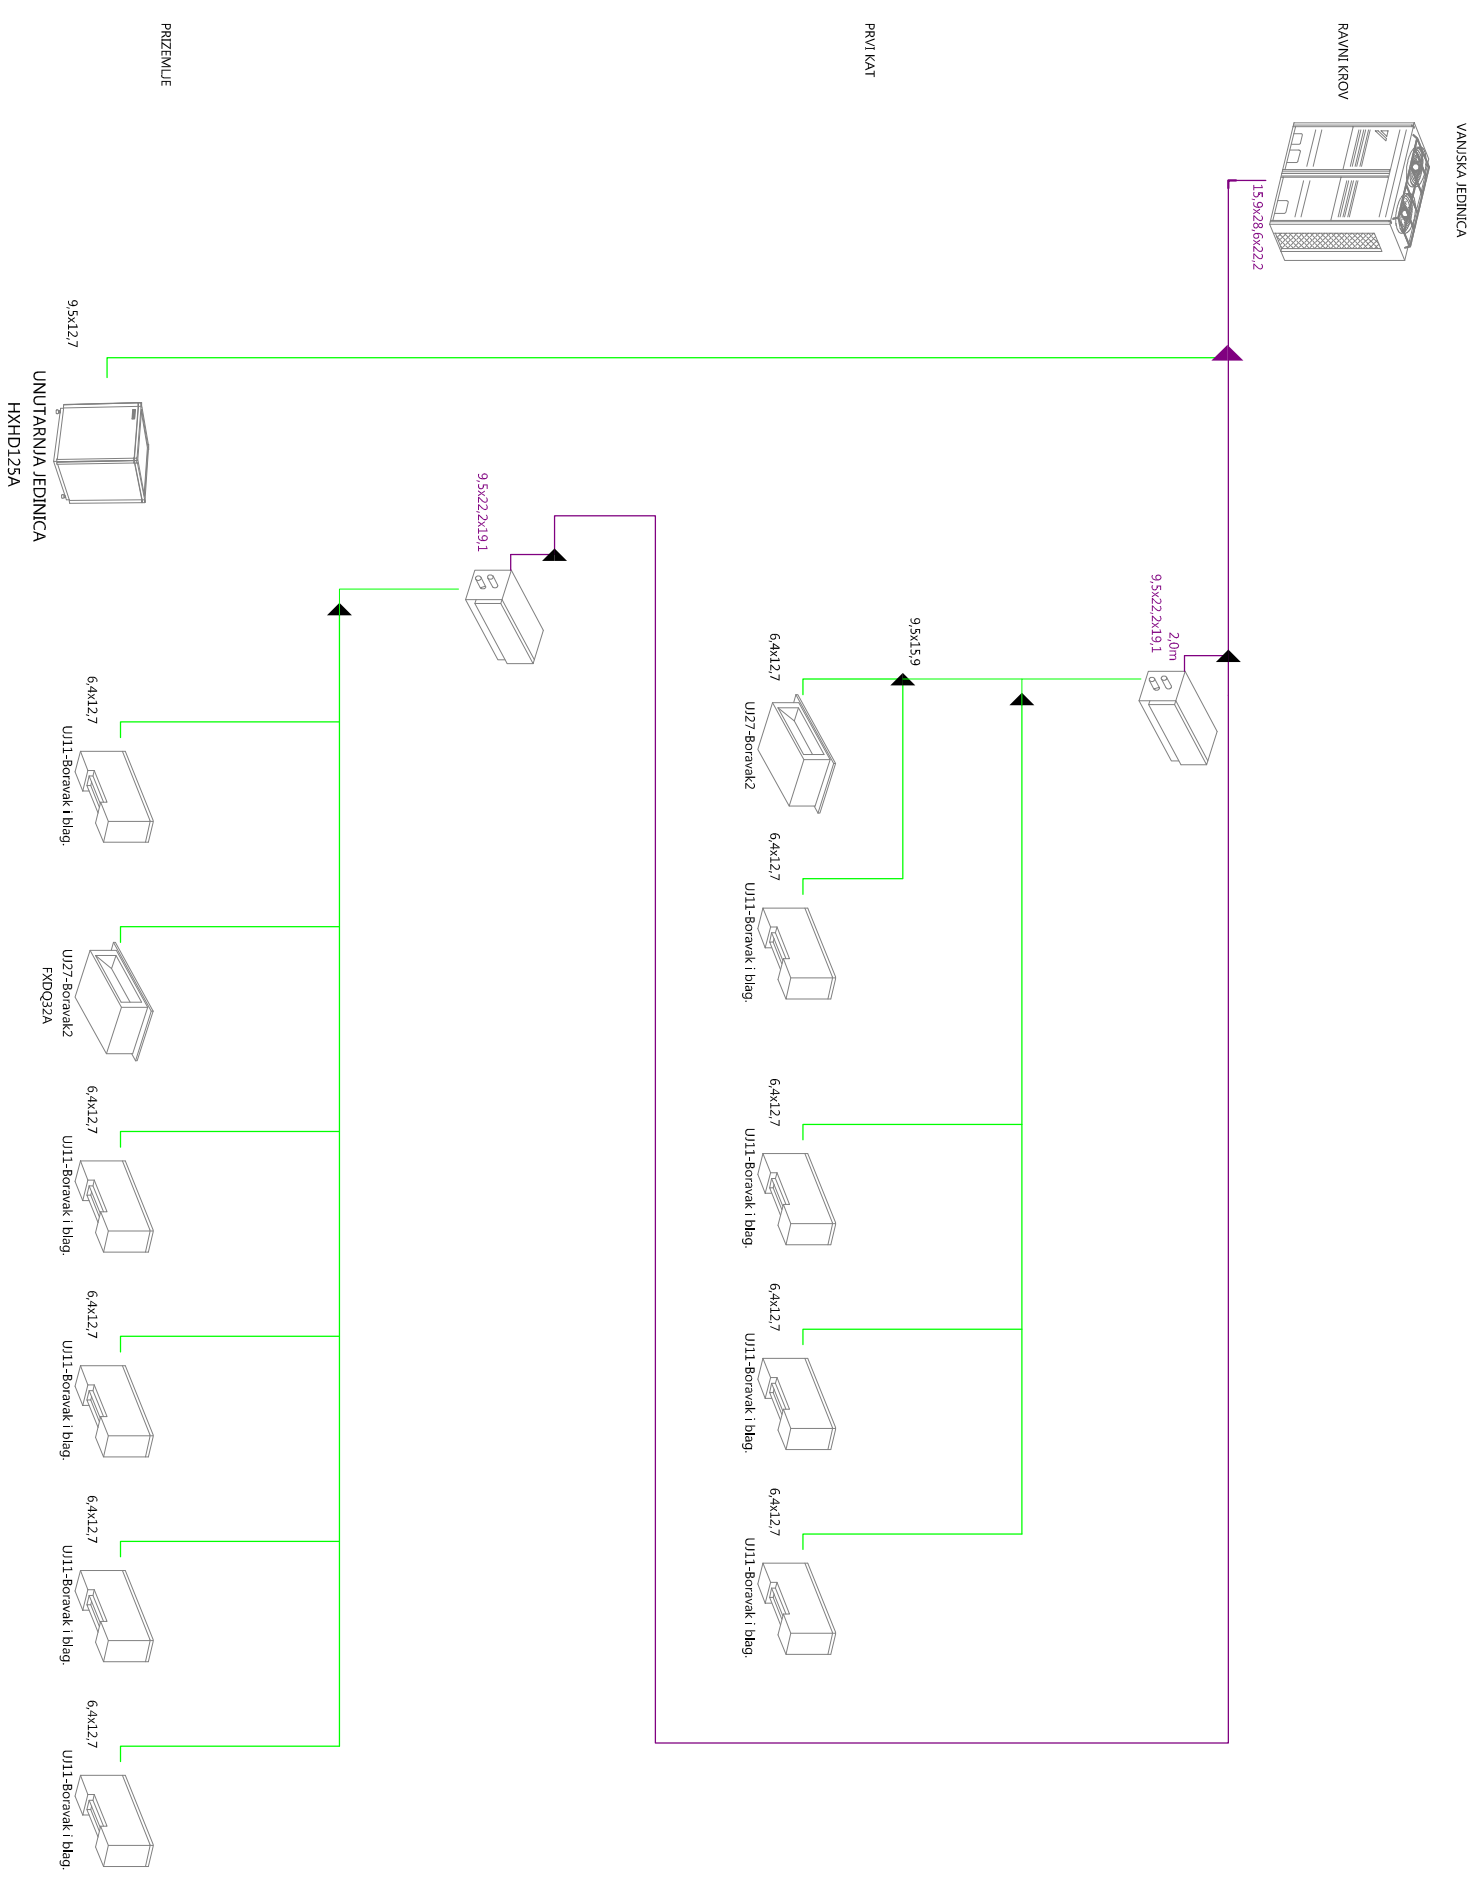 VANJSKA JEDINICA
RAVNI KROV
15,9x28,6x22,2
PRVI KAT
2,0m
9,5x22,2x19,1
9,5x15,9
6,4x12,7
UJ27-Boravak2
6,4x12,7
UJ11-Boravak i blag.
6,4x12,7
UJ11-Boravak i blag.
6,4x12,7
UJ11-Boravak i blag.
6,4x12,7
UJ11-Boravak i blag.
PRIZEMLJE
9,5x12,7
UNUTARNJA JEDINICA
HXHD125A
9,5x22,2x19,1
6,4x12,7
UJ11-Boravak i blag.
UJ27-Boravak2
FXDQ32A
6,4x12,7
UJ11-Boravak i blag.
6,4x12,7
UJ11-Boravak i blag.
6,4x12,7
UJ11-Boravak i blag.
6,4x12,7
UJ11-Boravak i blag.